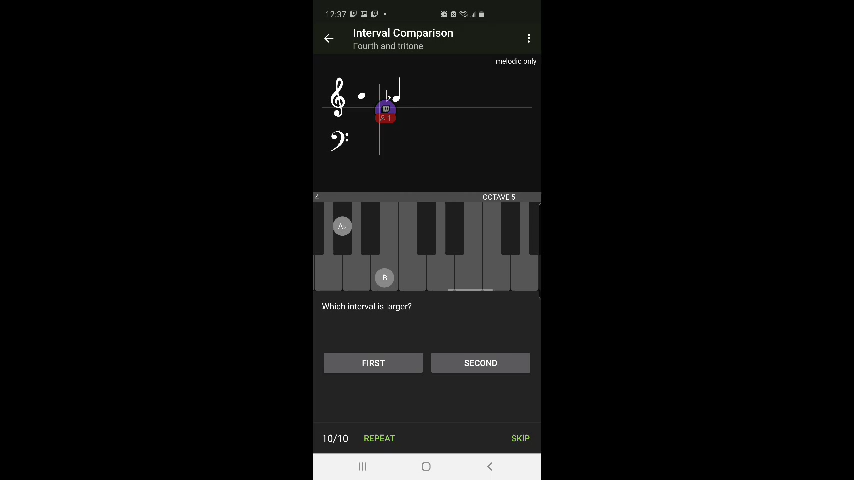 12:37
Interval Comparison
Fourth and tritone
melodic only
4
OCTAVE 5
A♭
B
Which interval is larger?
FIRST
SECOND
10/10
REPEAT
SKIP